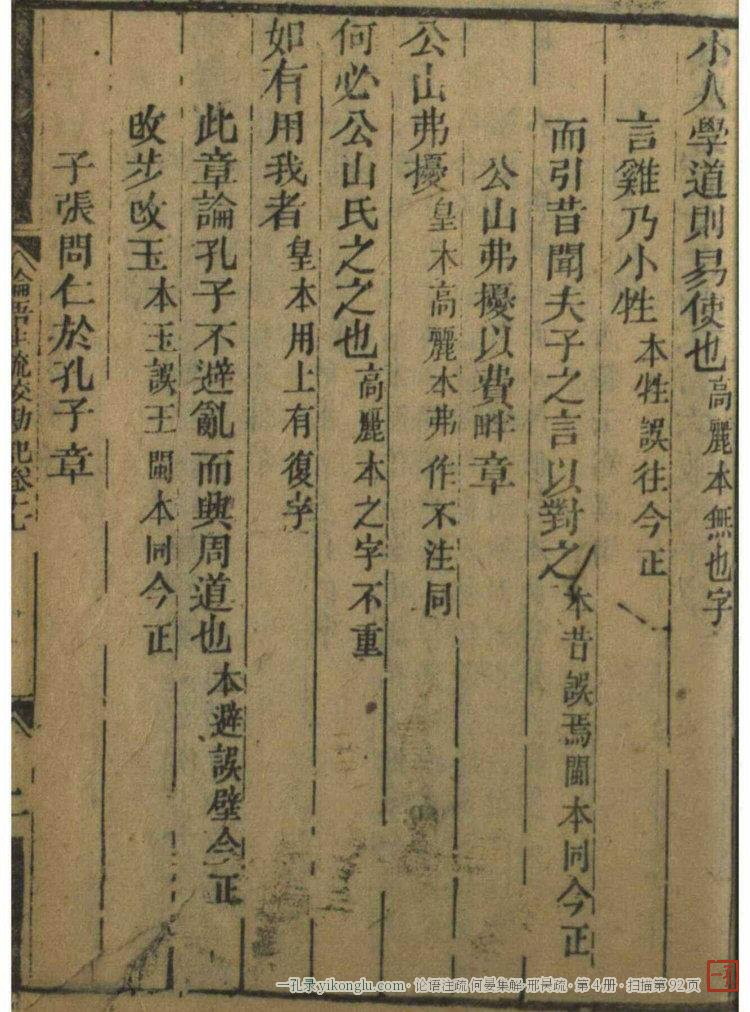 小人學道則易使也高麗本無也字
言雞乃小牲本牲誤往今正
而引昔聞夫子之言以對之本昔誤焉閩本同今正
公山弗擾以費畔章
公山弗擾皇本高麗本弗作不注同
何必公山氏之之也高麗本之字不重
如有用我者皇本用上有復字
此章論孔子不避亂而興周道也本避誤壁今正
改步改玉本玉誤王閩本同今正
子張問仁於孔子章
論語注疏校勘記卷十七
一孔录yikonglu.com·论语注疏 何晏集解 邢昺疏·第4册·扫描第92页